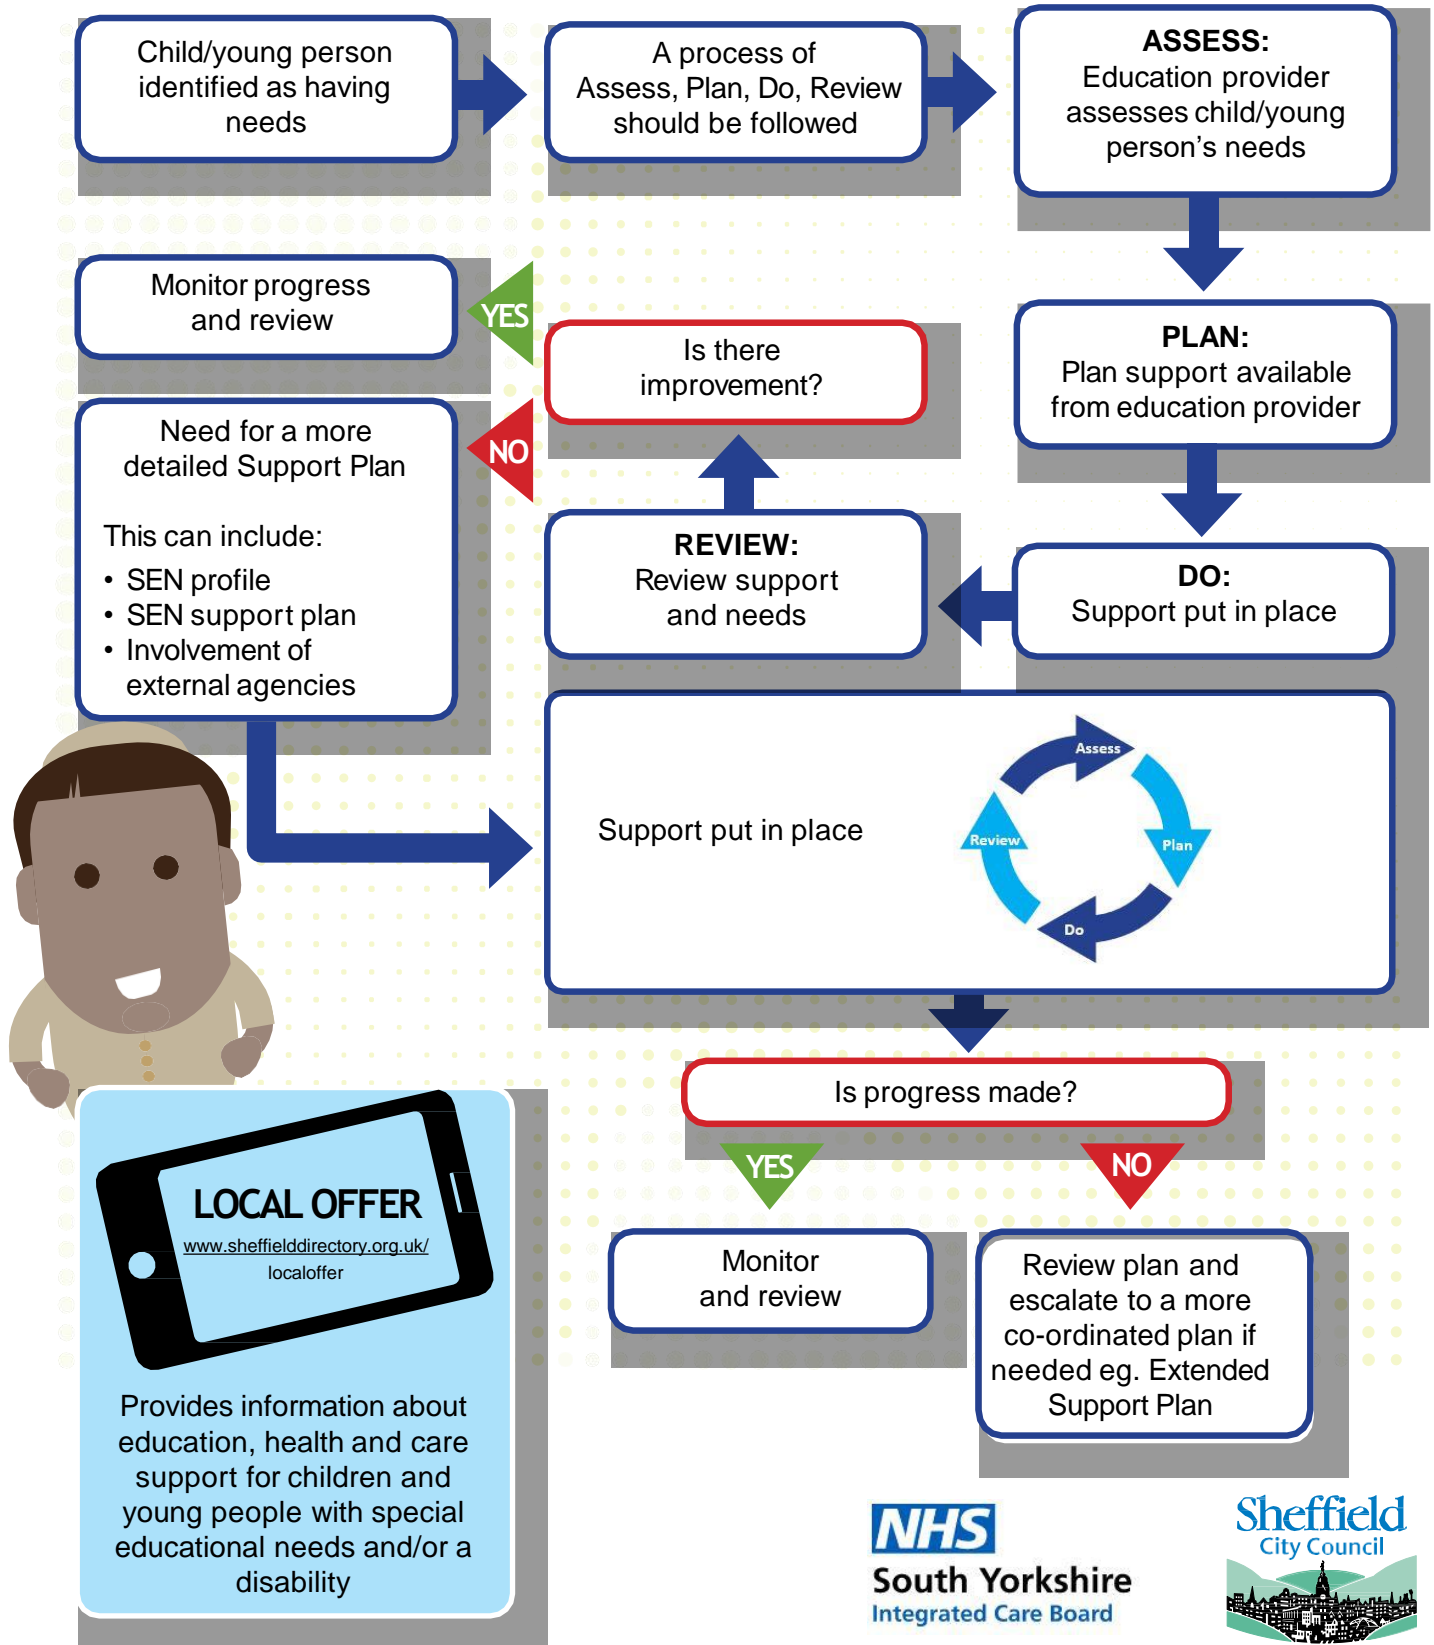 Child/young person
identified as having
needs
A process of
Assess, Plan, Do, Review
should be followed
ASSESS:
Education provider
assesses child/young
person's needs
PLAN:
Plan support available
from education provider
DO:
Support put in place
REVIEW:
Review support
and needs
Is there
improvement?
YES
Monitor progress
and review
NO
Need for a more
detailed Support Plan
This can include:
• SEN profile
• SEN support plan
• Involvement of
external agencies
Support put in place
Assess
Plan
Do
Review
Is progress made?
YES
NO
Monitor
and review
Review plan and
escalate to a more
co-ordinated plan if
needed eg. Extended
Support Plan
LOCAL OFFER
www.sheffielddirectory.org.uk/
localoffer
Provides information about
education, health and care
support for children and
young people with special
educational needs and/or a
disability
NHS
South Yorkshire
Integrated Care Board
Sheffield
City Council